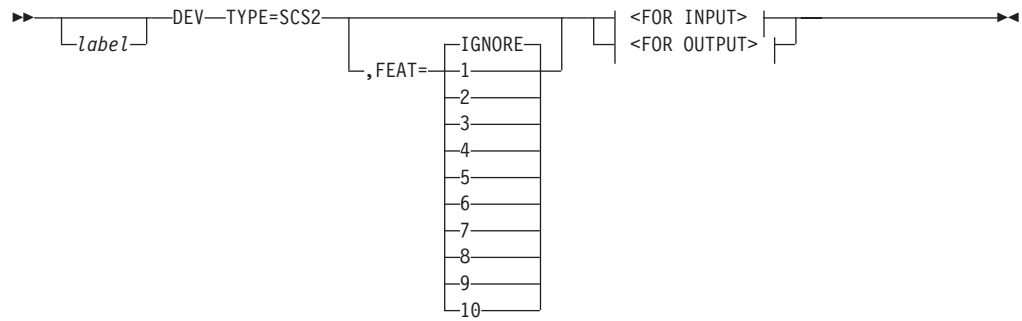 DEV TYPE=SCS2 <FOR INPUT>
label <FOR OUTPUT>
IGNORE
,FEAT= 1
2
3
4
5
6
7
8
9
10